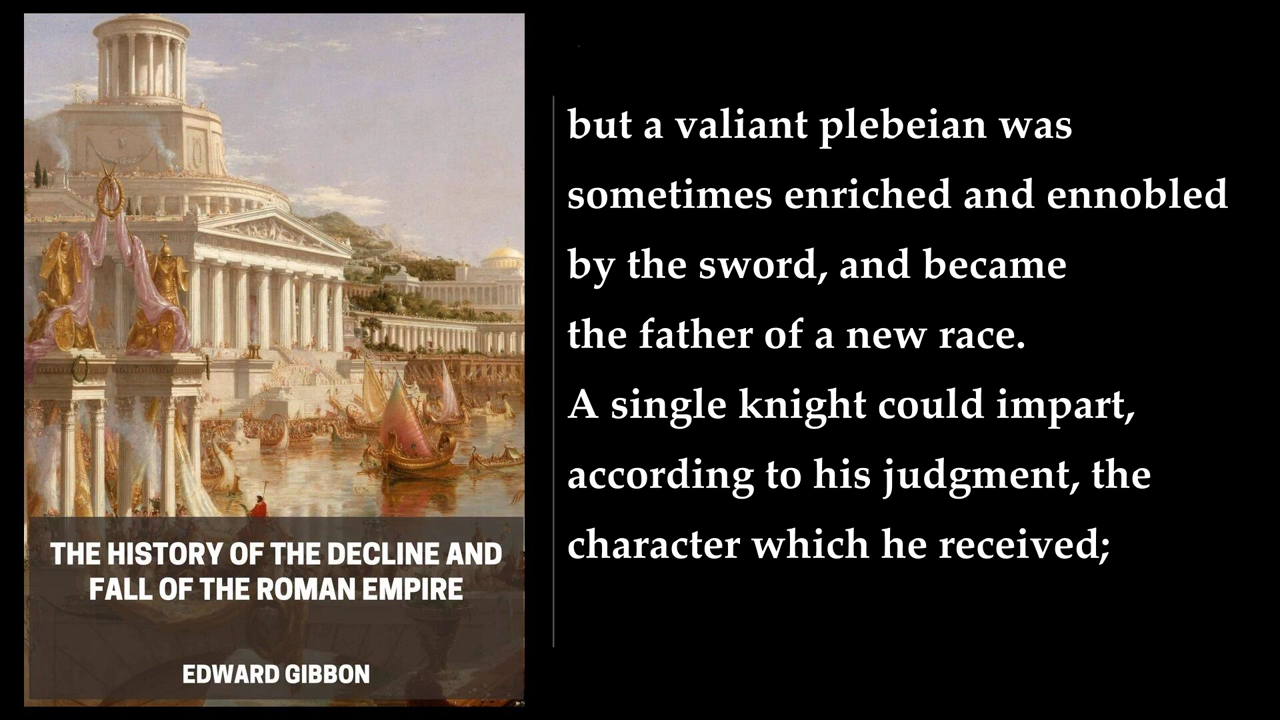 THE HISTORY OF THE DECLINE AND
FALL OF THE ROMAN EMPIRE
EDWARD GIBBON
but a valiant plebeian was
sometimes enriched and ennobled
by the sword, and became
the father of a new race.
A single knight could impart,
according to his judgment, the
character which he received;